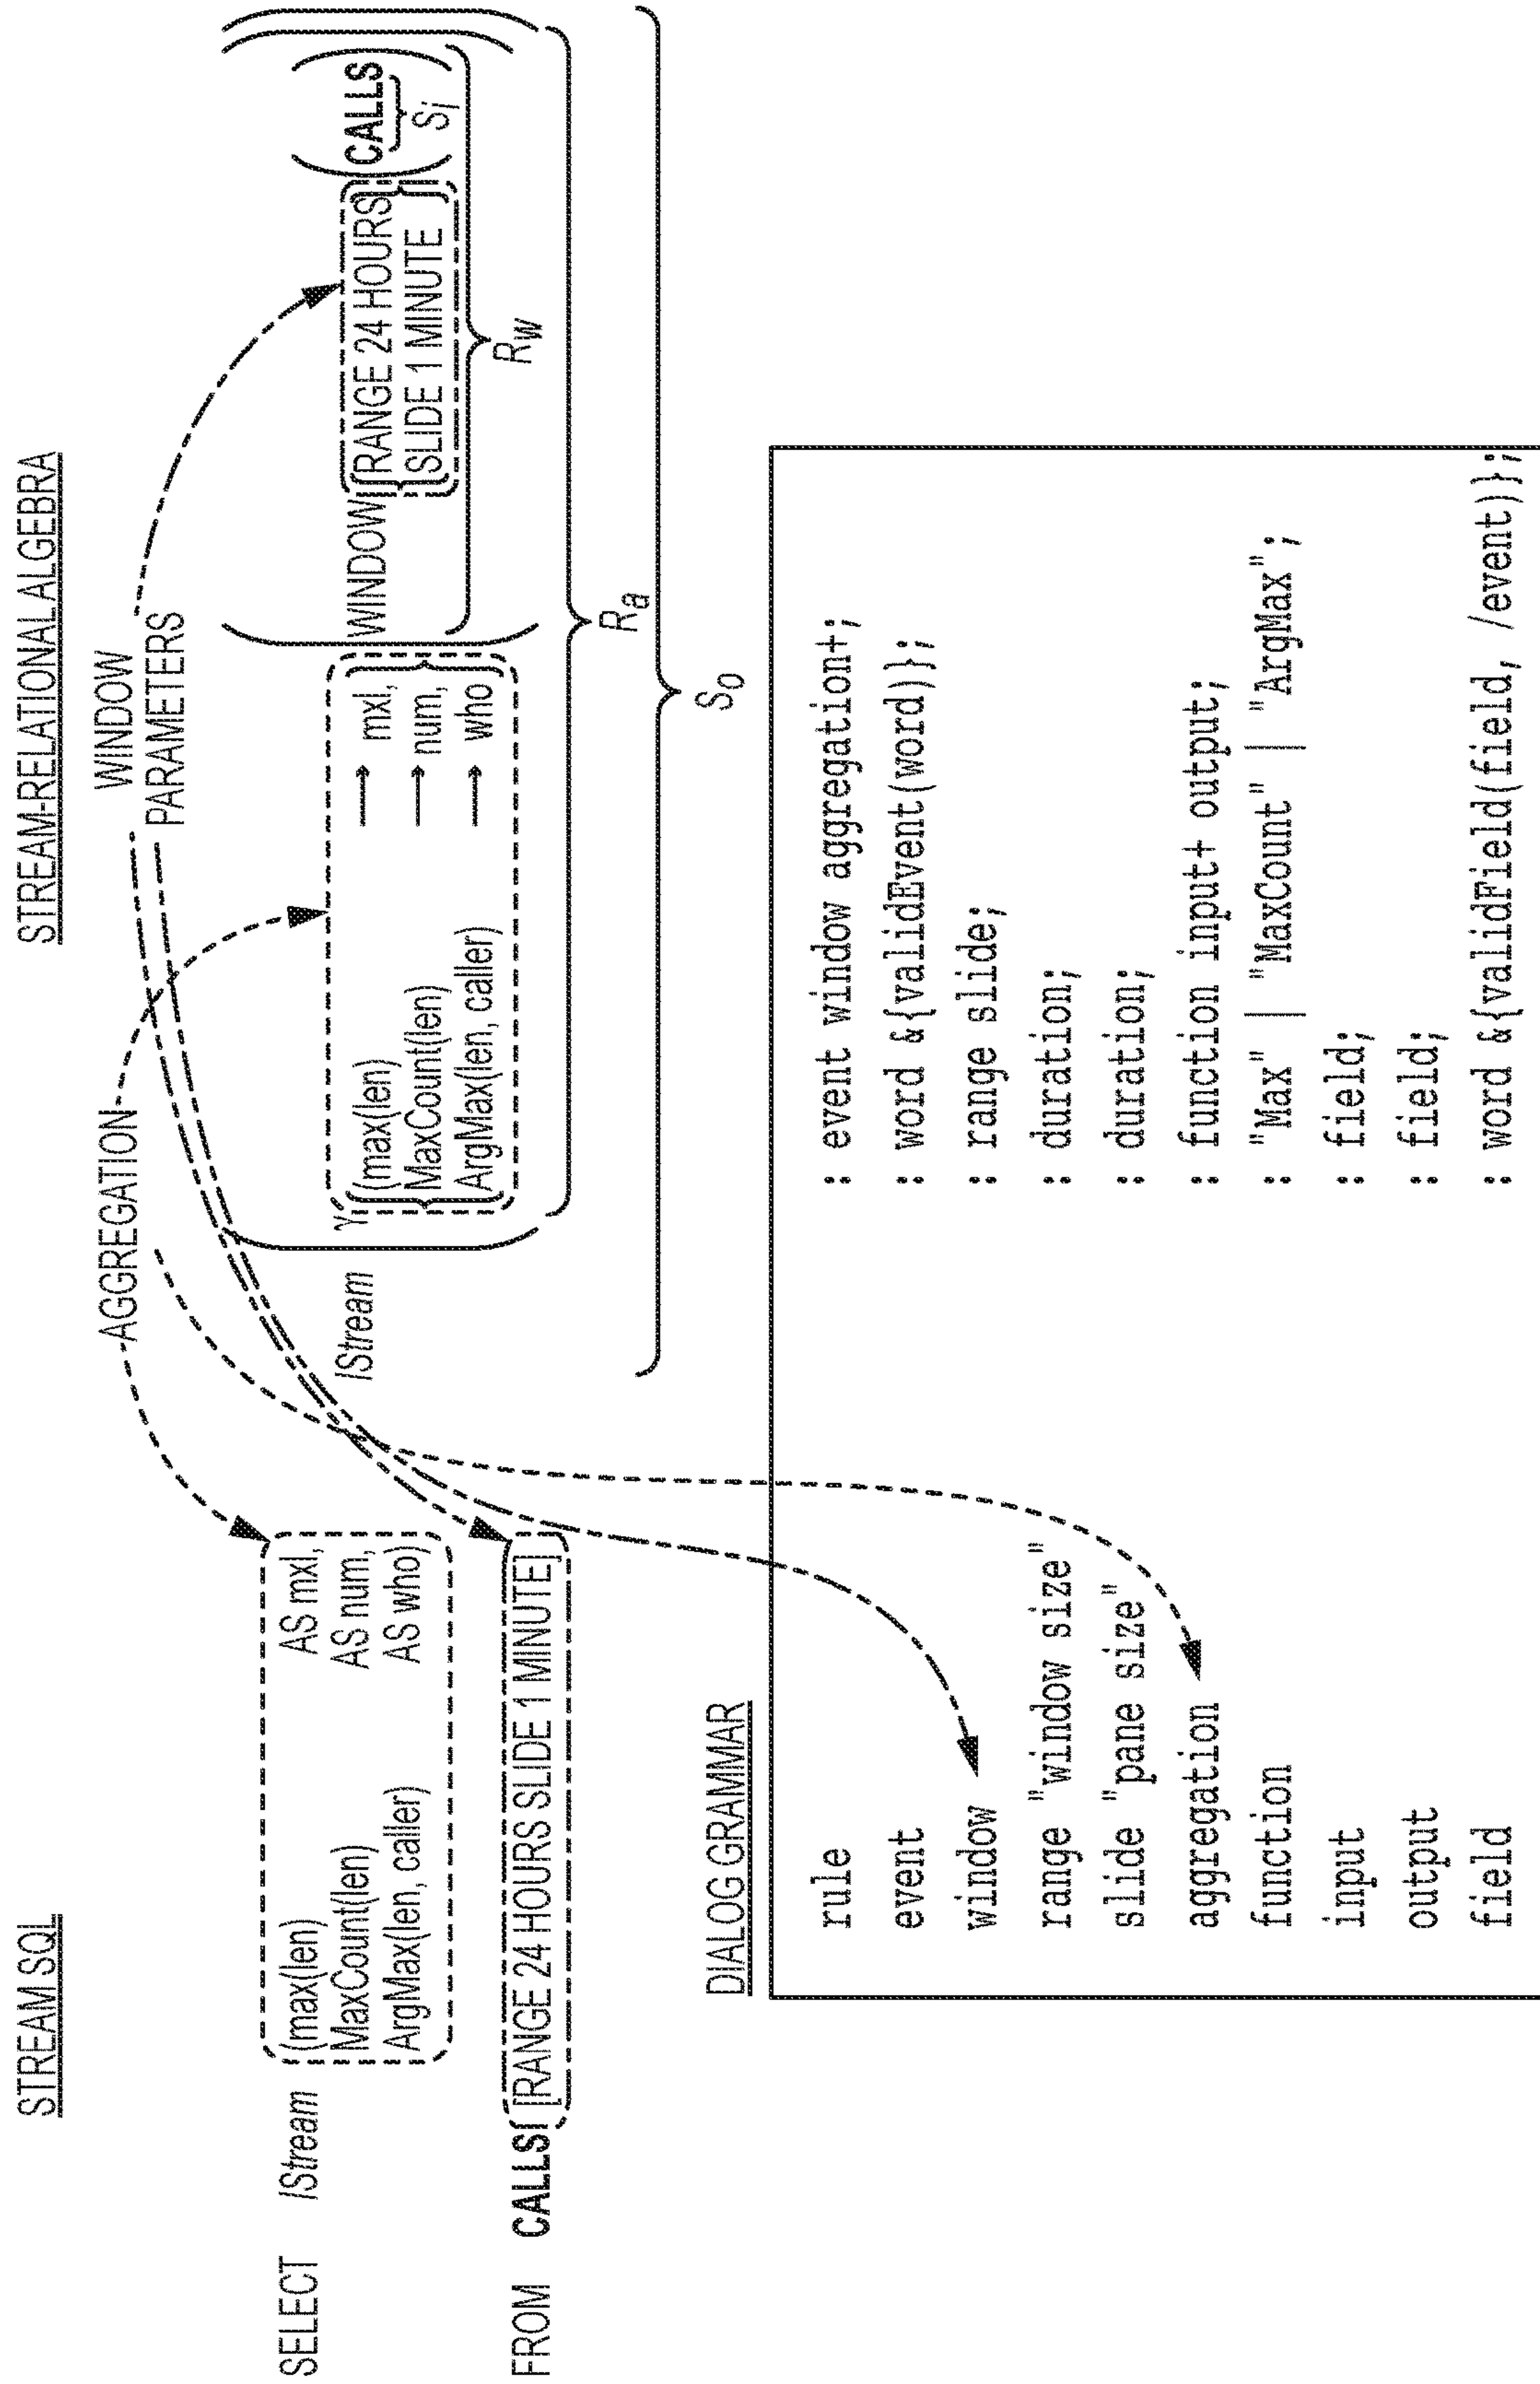 STREAM SQL
SELECT IStream (max(len) AS mxl,
MaxCount(len) AS num,
ArgMax(len, caller) AS who)
FROM CALLS [RANGE 24 HOURS SLIDE 1 MINUTE]
AGGREGATION
WINDOW
PARAMETERS
STREAM-RELATIONAL ALGEBRA
IStream γ (max(len) → mxl,
MaxCount(len) → num,
ArgMax(len, caller) → who
WINDOW RANGE 24 HOURS
SLIDE 1 MINUTE
CALLS
Si
Rw
Ra
So
DIALOG GRAMMAR
rule : event window aggregation+;
event : word &{validEvent(word)};
window : range slide;
range "window size" : duration;
slide "pane size" : duration;
aggregation : function input+ output;
function : "Max" | "MaxCount" | "ArgMax";
input : field;
output : field;
field : word &{validField(field, /event)};